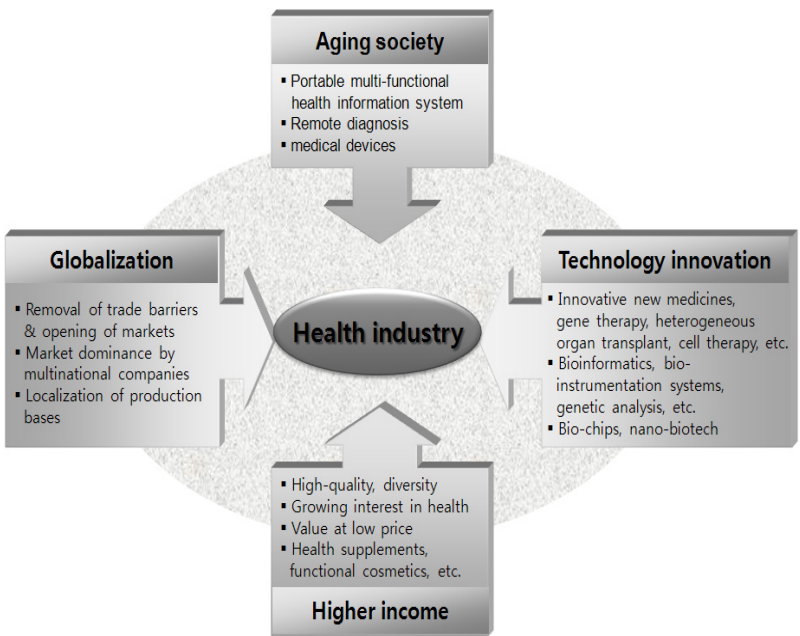 Aging society
▪ Portable multi-functional
health information system
▪ Remote diagnosis
▪ medical devices
Globalization
▪ Removal of trade barriers
& opening of markets
▪ Market dominance by
multinational companies
▪ Localization of production
bases
Health industry
Technology innovation
▪ Innovative new medicines,
gene therapy, heterogeneous
organ transplant, cell therapy, etc.
▪ Bioinformatics, bio-
instrumentation systems,
genetic analysis, etc.
▪ Bio-chips, nano-biotech
▪ High-quality, diversity
▪ Growing interest in health
▪ Value at low price
▪ Health supplements,
functional cosmetics, etc.
Higher income